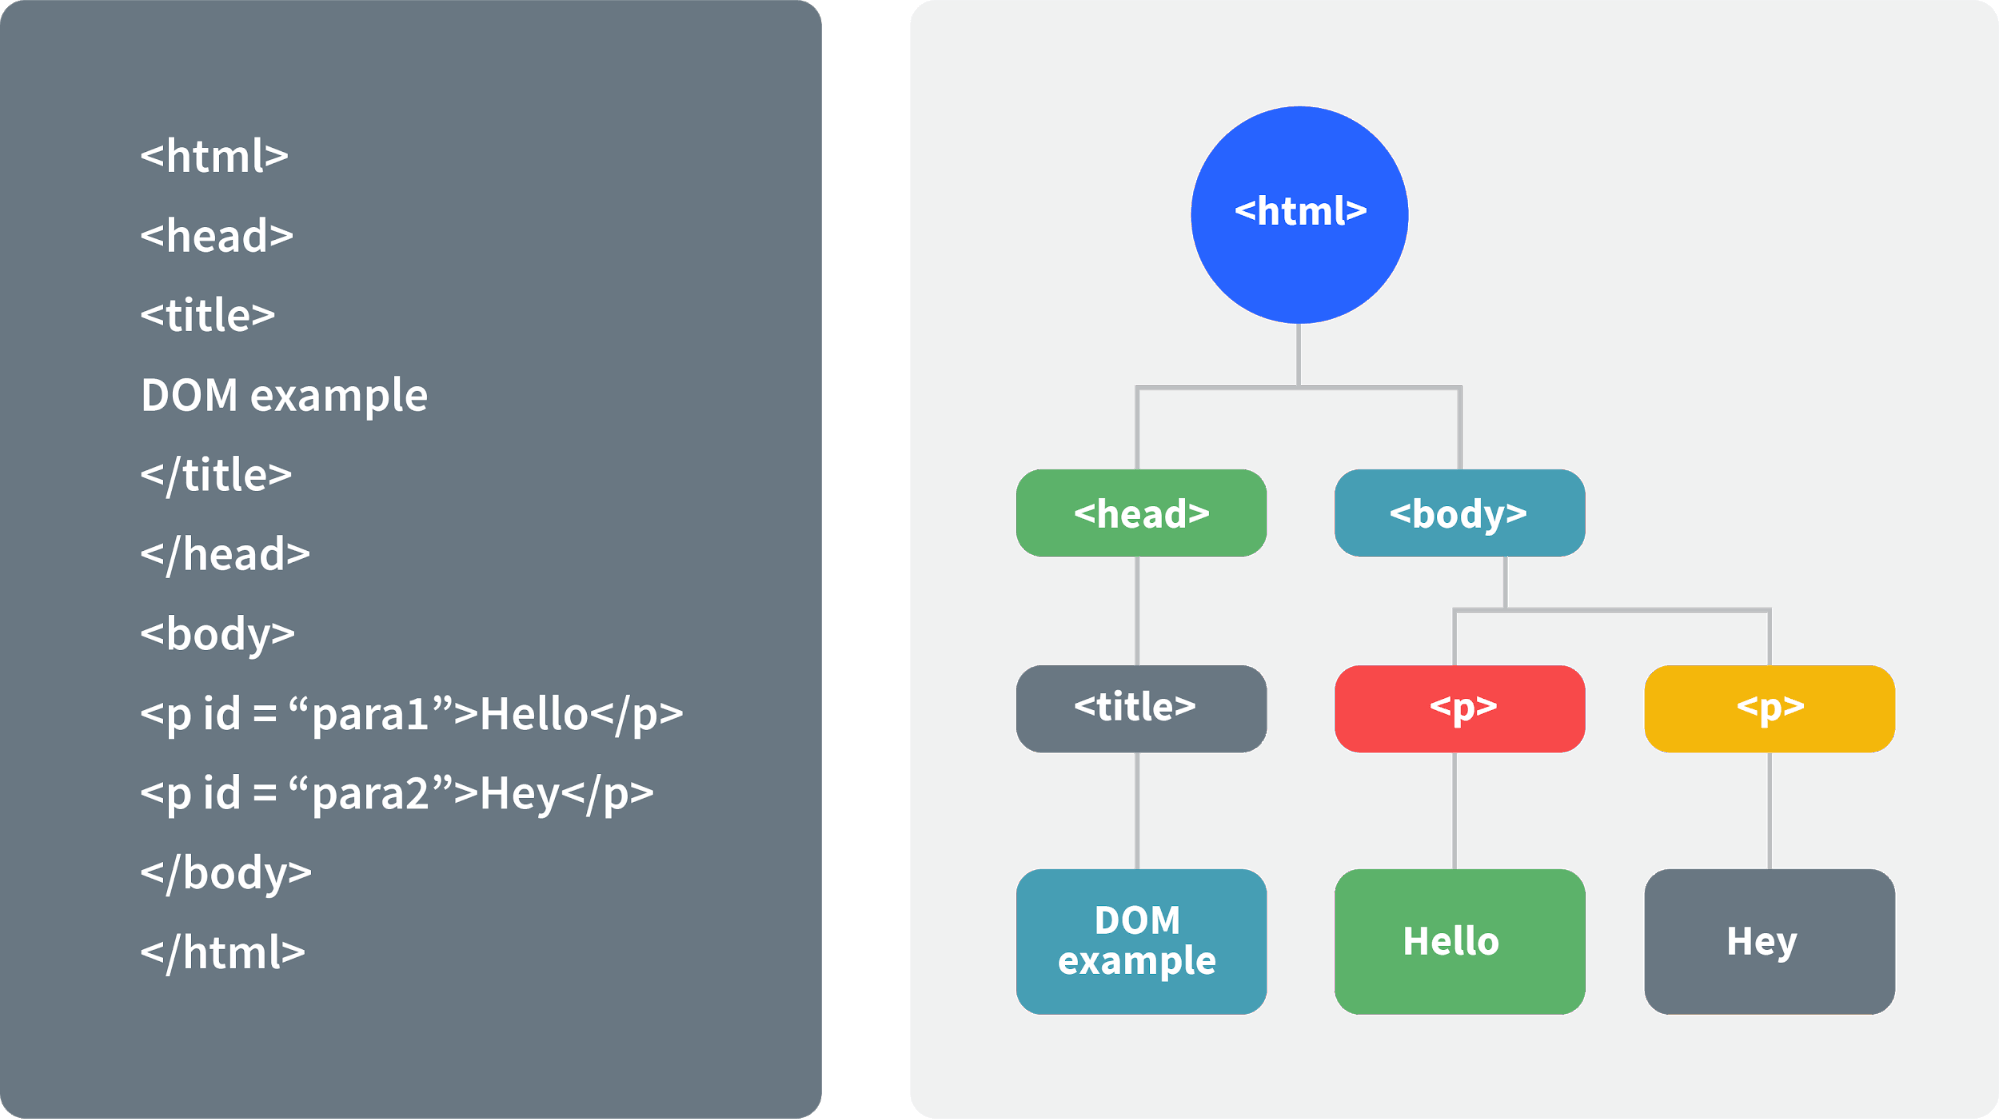 <html>
<head>
<title>
DOM example
</title>
</head>
<body>
<p id = “para1”>Hello</p>
<p id = “para2”>Hey</p>
</body>
</html>
<html>
<head>
<body>
<title>
<p>
<p>
DOM
example
Hello
Hey